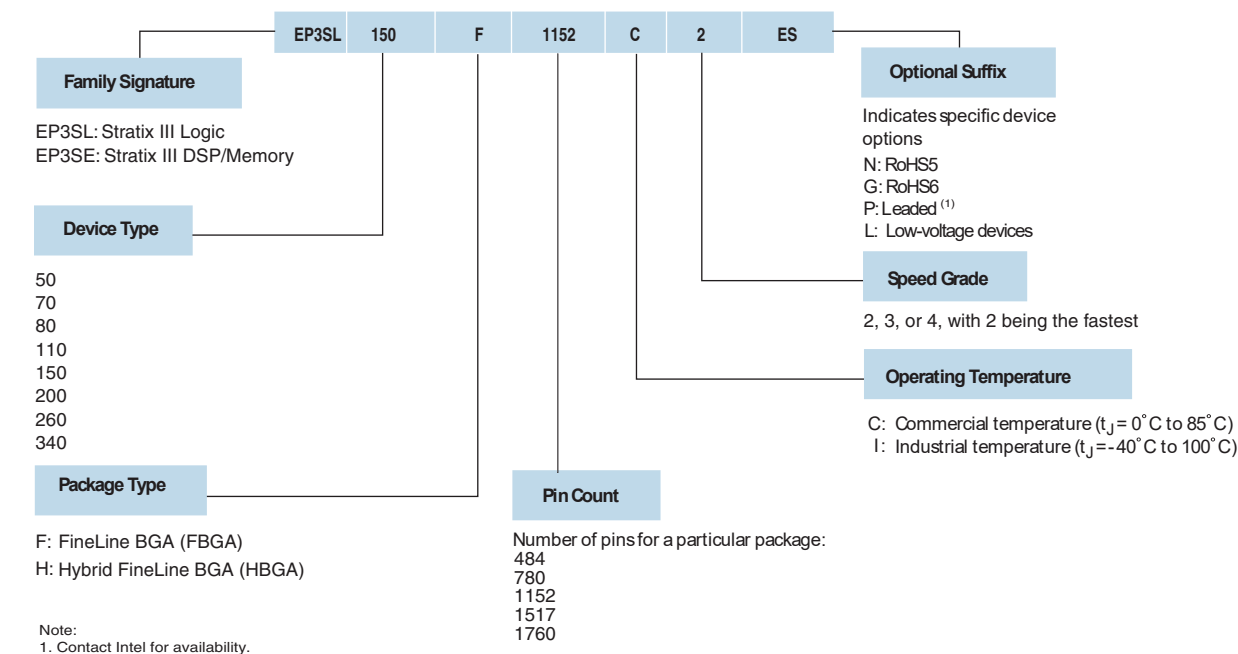 EP3SL 150 F 1152 C 2 ES
Family Signature
EP3SL: Stratix III Logic
EP3SE: Stratix III DSP/Memory
Device Type
50
70
80
110
150
200
260
340
Package Type
F: FineLine BGA (FBGA)
H: Hybrid FineLine BGA (HBGA)
Note:
1. Contact Intel for availability.
Pin Count
Number of pins for a particular package:
484
780
1152
1517
1760
Optional Suffix
Indicates specific device
options
N: RoHS5
G: RoHS6
P: Leaded (1)
L: Low-voltage devices
Speed Grade
2, 3, or 4, with 2 being the fastest
Operating Temperature
C: Commercial temperature (tJ = 0°C to 85°C)
I: Industrial temperature (tJ = -40°C to 100°C)